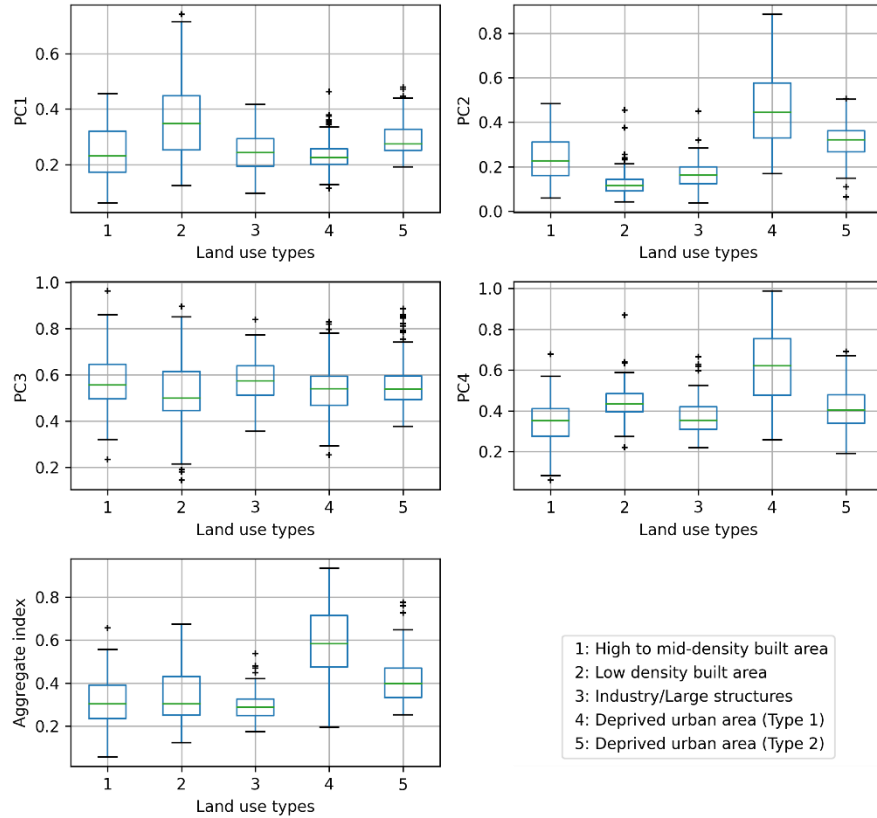 PC1
0.6
0.4
0.2
1 2 3 4 5
Land use types
PC2
0.8
0.6
0.4
0.2
0.0
1 2 3 4 5
Land use types
PC3
1.0
0.8
0.6
0.4
0.2
1 2 3 4 5
Land use types
PC4
1.0
0.8
0.6
0.4
0.2
1 2 3 4 5
Land use types
Aggregate index
0.8
0.6
0.4
0.2
1 2 3 4 5
Land use types
1: High to mid-density built area
2: Low density built area
3: Industry/Large structures
4: Deprived urban area (Type 1)
5: Deprived urban area (Type 2)